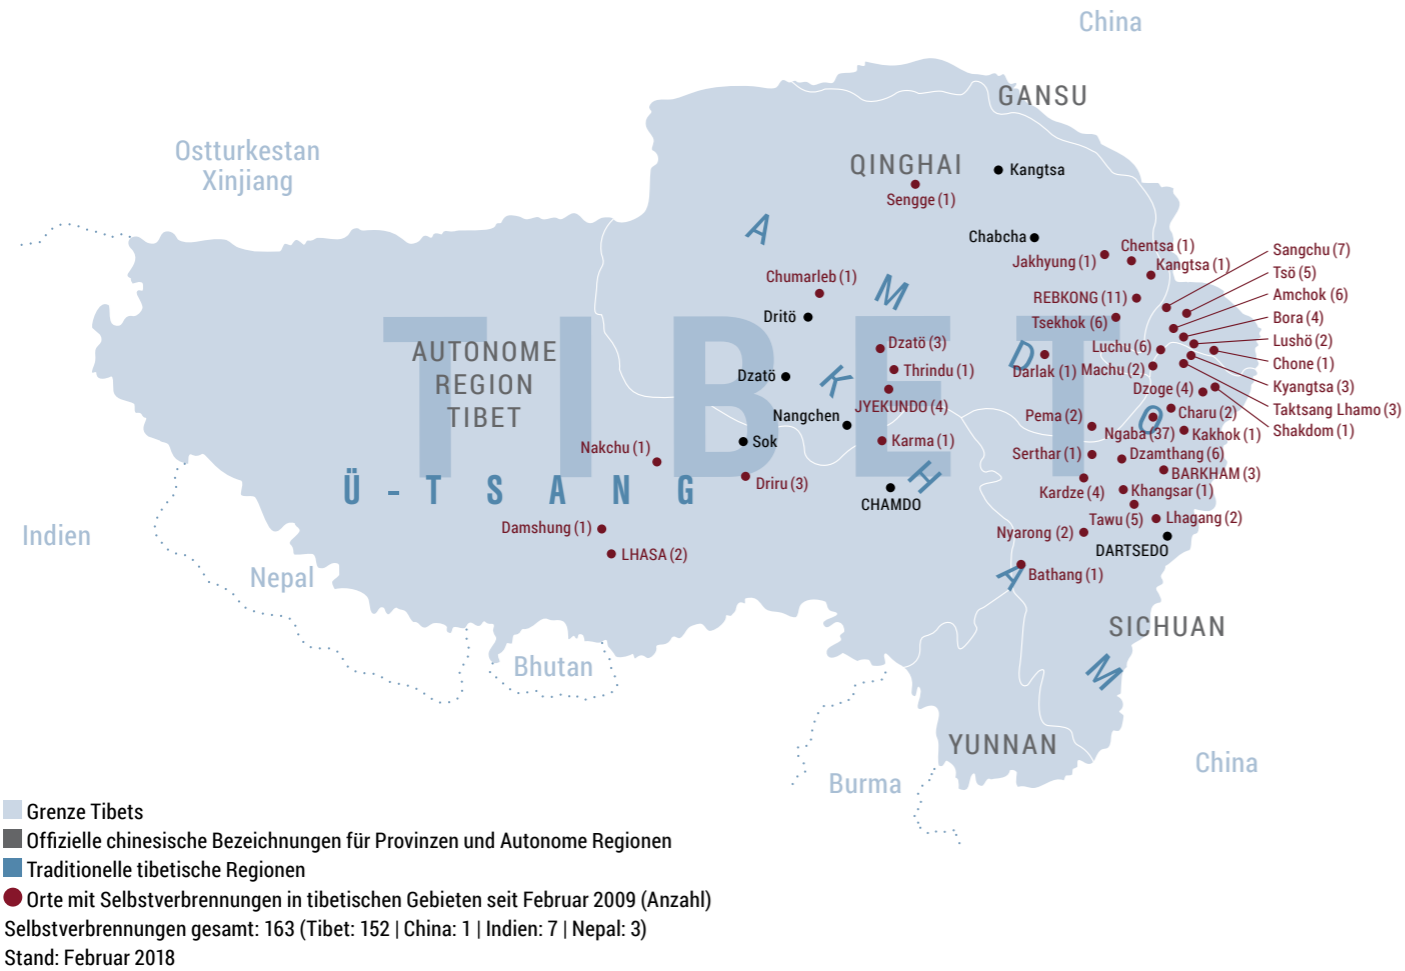 China
GANSU
Ostturkestan
Xinjiang
QINGHAI
Kangtsa
Sengge (1)
Chabcha
Chentsa (1)
Jakhyung (1)
Kangtsa (1)
Sangchu (7)
Tsö (5)
Amchok (6)
Bora (4)
Lushö (2)
Chone (1)
Kyangtsa (3)
Taktsang Lhamo (3)
Shakdom (1)
Chumarleb (1)
REBKONG (11)
Dritö
Tsekhok (6)
TIBET
AMDO
KHAM
Ü-TSANG
AUTONOME
REGION
TIBET
Dzatö (3)
Luchu (6)
Thrindu (1)
Darlak (1)
Machu (2)
Dzatö
JYEKUNDO (4)
Dzoge (4)
Nangchen
Pema (2)
Charu (2)
Ngaba (37)
Kakhok (1)
Sok
Karma (1)
Nakchu (1)
Serthar (1)
Dzamthang (6)
BARKHAM (3)
Driru (3)
CHAMDO
Kardze (4)
Khangsar (1)
Damshung (1)
Tawu (5)
Lhagang (2)
Nyarong (2)
LHASA (2)
DARTSEDO
Bathang (1)
Indien
Nepal
Bhutan
SICHUAN
YUNNAN
Burma
China
Grenze Tibets
Offizielle chinesische Bezeichnungen für Provinzen und Autonome Regionen
Traditionelle tibetische Regionen
Orte mit Selbstverbrennungen in tibetischen Gebieten seit Februar 2009 (Anzahl)
Selbstverbrennungen gesamt: 163 (Tibet: 152 | China: 1 | Indien: 7 | Nepal: 3)
Stand: Februar 2018